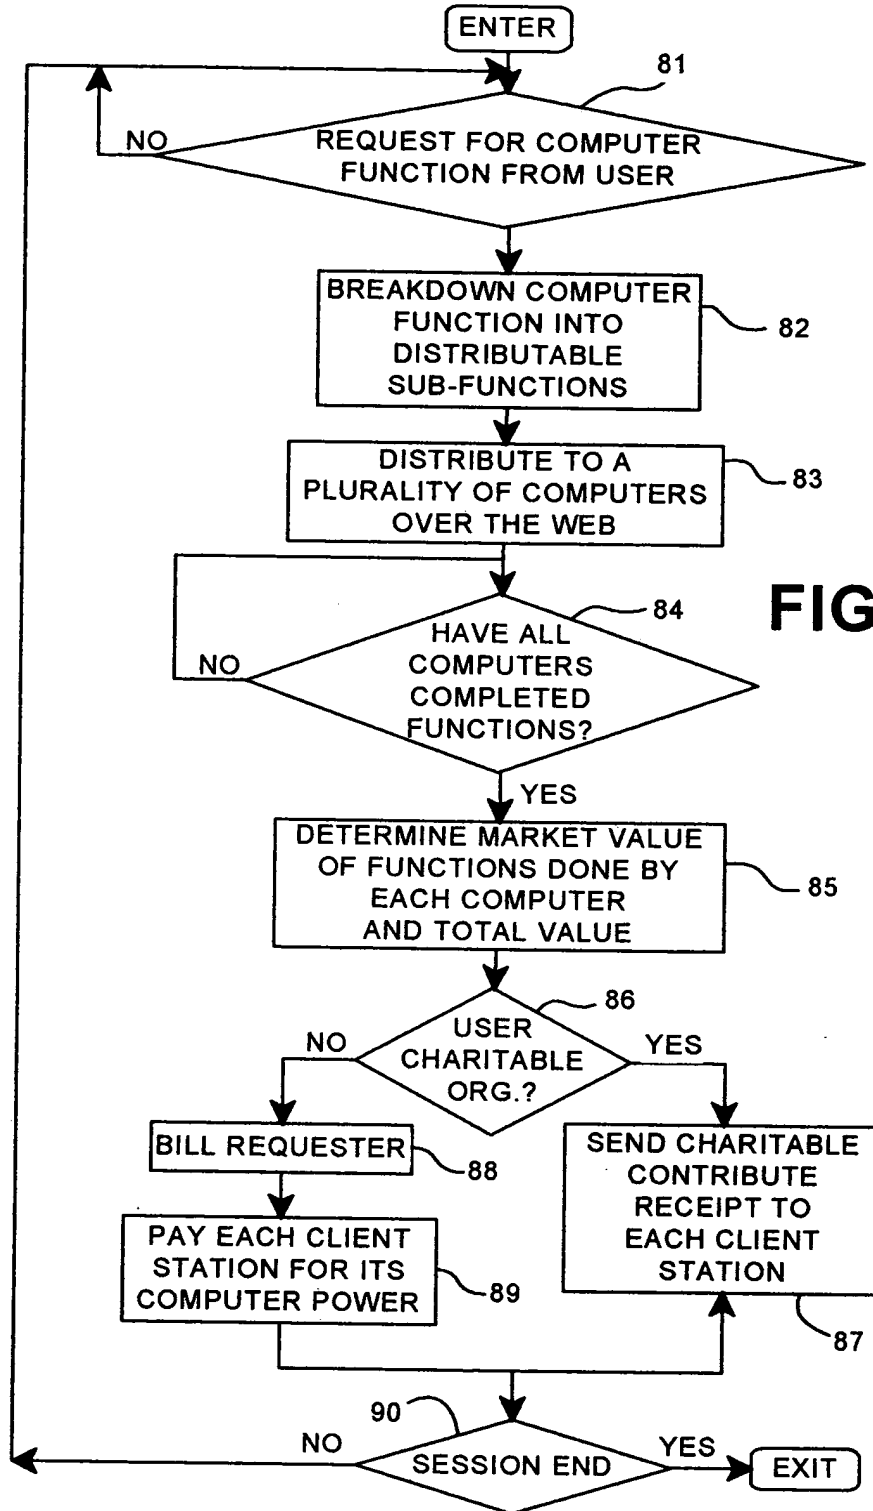 ENTER
81
REQUEST FOR COMPUTER
FUNCTION FROM USER
NO
BREAKDOWN COMPUTER
FUNCTION INTO
DISTRIBUTABLE
SUB-FUNCTIONS
82
DISTRIBUTE TO A
PLURALITY OF COMPUTERS
OVER THE WEB
83
FIG
84
HAVE ALL
COMPUTERS
COMPLETED
FUNCTIONS?
NO
YES
DETERMINE MARKET VALUE
OF FUNCTIONS DONE BY
EACH COMPUTER
AND TOTAL VALUE
85
86
USER
CHARITABLE
ORG.?
NO
YES
BILL REQUESTER
88
SEND CHARITABLE
CONTRIBUTE
RECEIPT TO
EACH CLIENT
STATION
87
PAY EACH CLIENT
STATION FOR ITS
COMPUTER POWER
89
90
SESSION END
NO
YES
EXIT